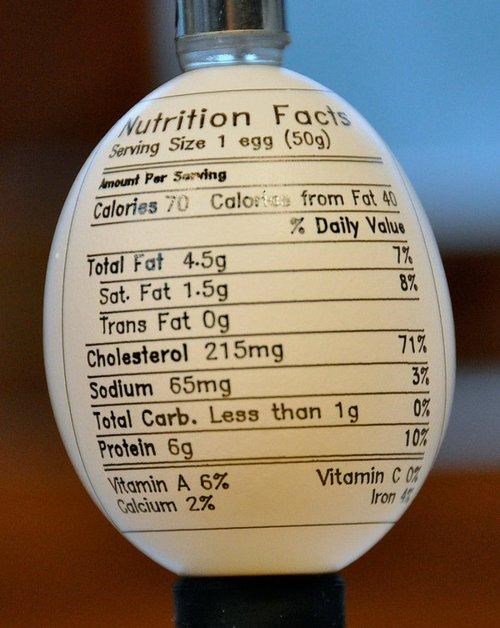 Nutrition Facts
Serving Size 1 egg (50g)
Amount Per Serving
Calories 70 Calories from Fat 40
% Daily Value
Total Fat 4.5g 7%
Sat. Fat 1.5g 8%
Trans Fat 0g
Cholesterol 215mg 71%
Sodium 65mg 3%
Total Carb. Less than 1g 0%
Protein 6g 10%
Vitamin A 6% Vitamin C 0%
Calcium 2% Iron 4%